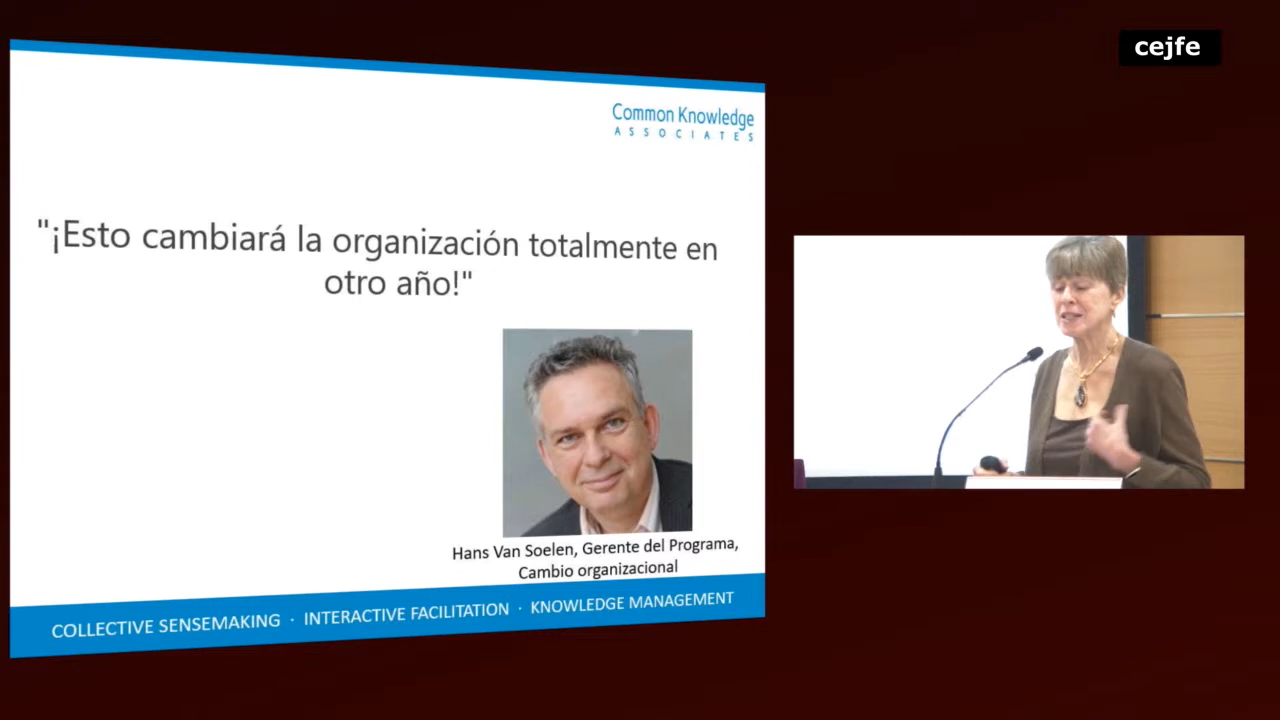 cejfe
Common Knowledge
ASSOCIATES
"¡Esto cambiará la organización totalmente en
otro año!"
Hans Van Soelen, Gerente del Programa,
Cambio organizacional
COLLECTIVE SENSEMAKING · INTERACTIVE FACILITATION · KNOWLEDGE MANAGEMENT